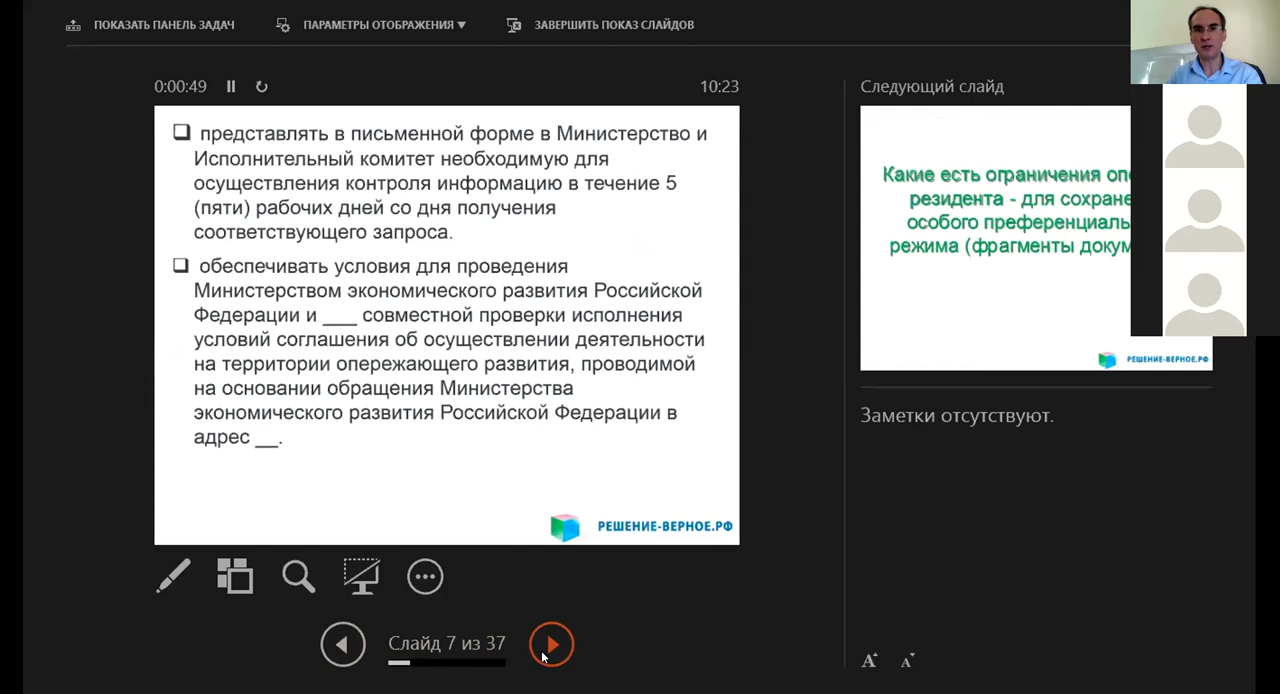 ПОКАЗАТЬ ПАНЕЛЬ ЗАДАЧ
ПАРАМЕТРЫ ОТОБРАЖЕНИЯ ▼
ЗАВЕРШИТЬ ПОКАЗ СЛАЙДОВ
0:00:49
10:23
представлять в письменной форме в Министерство и
Исполнительный комитет необходимую для
осуществления контроля информацию в течение 5
(пяти) рабочих дней со дня получения
соответствующего запроса.
обеспечивать условия для проведения
Министерством экономического развития Российской
Федерации и ___ совместной проверки исполнения
условий соглашения об осуществлении деятельности
на территории опережающего развития, проводимой
на основании обращения Министерства
экономического развития Российской Федерации в
адрес __.
РЕШЕНИЕ-ВЕРНОЕ.РФ
Слайд 7 из 37
Следующий слайд
Какие есть ограничения
резидента - для
особого
режима (фрагменты
РЕШЕНИЕ-ВЕРНОЕ.РФ
Заметки отсутствуют.
A A